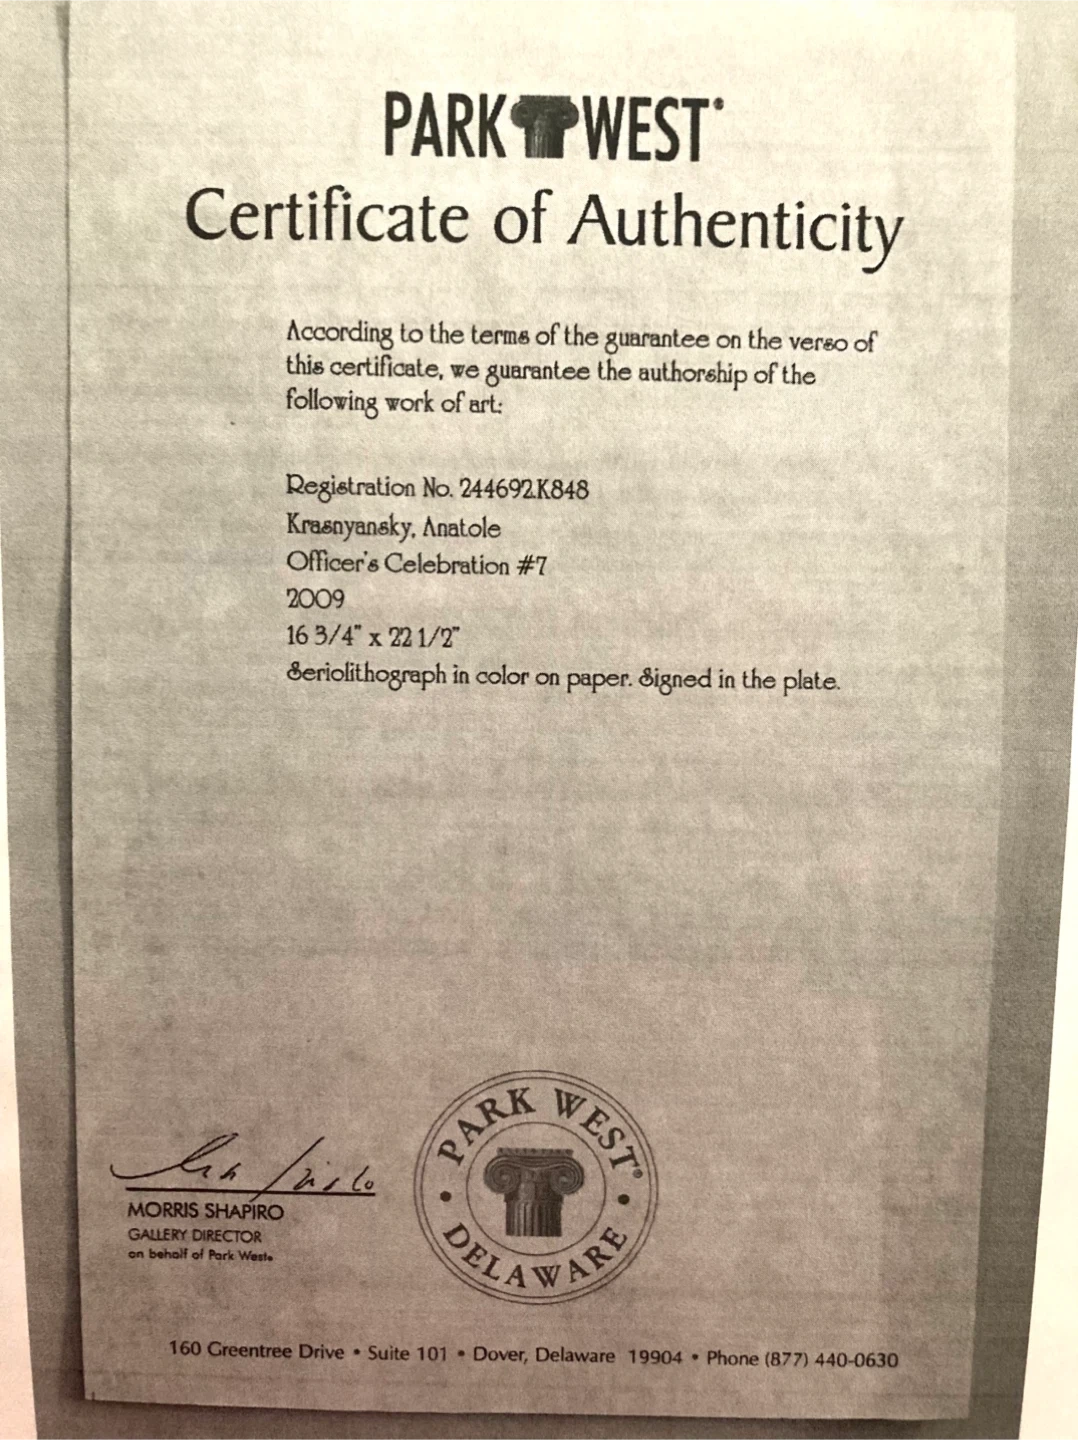 PARK WEST®
Certificate of Authenticity
According to the terms of the guarantee on the verso of
this certificate, we guarantee the authorship of the
following work of art:
Registration No. 244692K848
Krasnyansky, Anatole
Officer's Celebration #7
2009
16 3/4" x 22 1/2"
Seriolithograph in color on paper. Signed in the plate.
MORRIS SHAPIRO
GALLERY DIRECTOR
on behalf of Park West®
• PARK WEST® •
DELAWARE
160 Greentree Drive • Suite 101 • Dover, Delaware 19904 • Phone (877) 440-0630